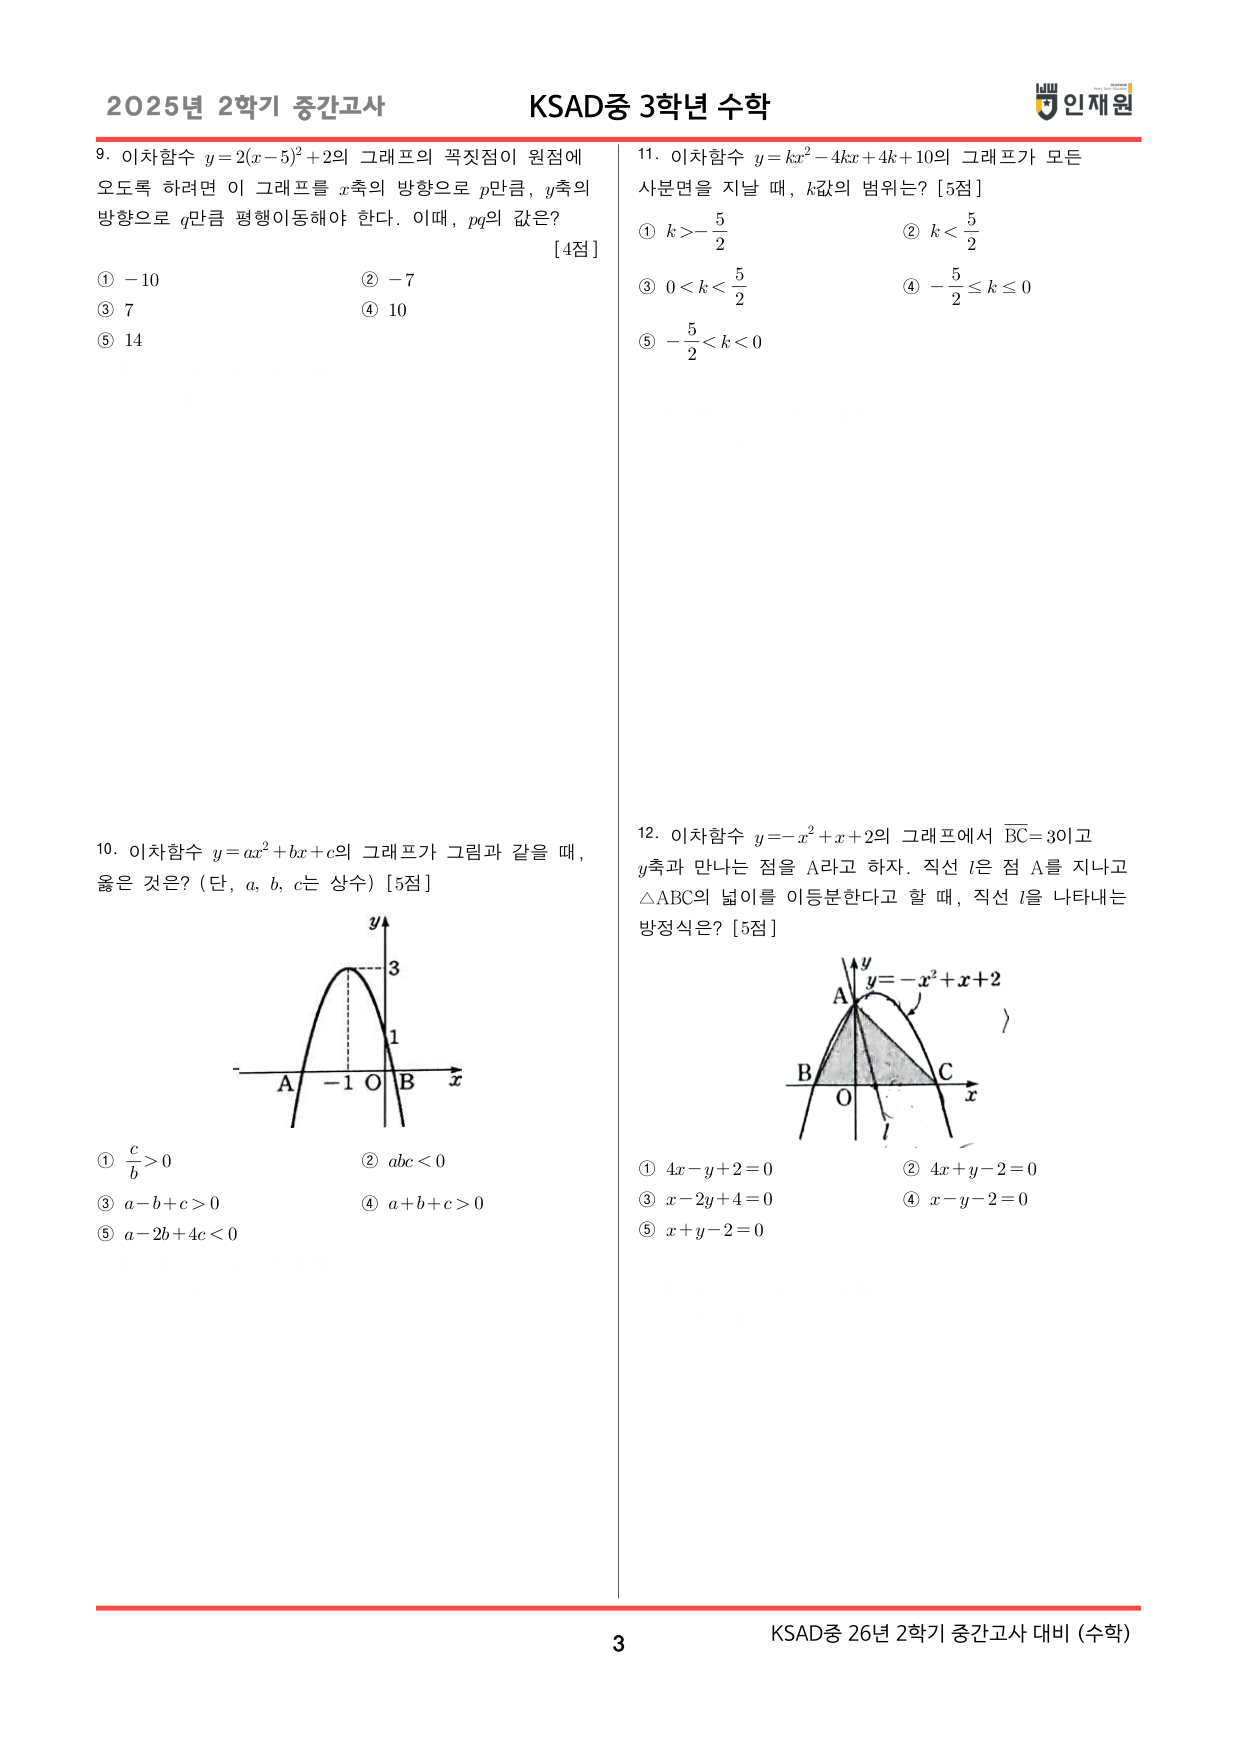 2025년 2학기 중간고사
KSAD중 3학년 수학
인재원
9. 이차함수 y=2(x-5)²+2의 그래프의 꼭짓점이 원점에
오도록 하려면 이 그래프를 x축의 방향으로 p만큼, y축의
방향으로 q만큼 평행이동해야 한다. 이때, pq의 값은?
[4점]
① -10 ② -7
③ 7 ④ 10
⑤ 14
10. 이차함수 y=ax²+bx+c의 그래프가 그림과 같을 때,
옳은 것은? (단, a, b, c는 상수) [5점]
y
3
1
A -1 O B x
① c/b>0 ② abc<0
③ a-b+c>0 ④ a+b+c>0
⑤ a-2b+4c<0
11. 이차함수 y=kx²-4kx+4k+10의 그래프가 모든
사분면을 지날 때, k값의 범위는? [5점]
① k>-5/2 ② k<5/2
③ 0<k<5/2 ④ -5/2≤k≤0
⑤ -5/2<k<0
12. 이차함수 y=-x²+x+2의 그래프에서 B̅C̅=3이고
y축과 만나는 점을 A라고 하자. 직선 l은 점 A를 지나고
△ABC의 넓이를 이등분한다고 할 때, 직선 l을 나타내는
방정식은? [5점]
y
y=-x²+x+2
A
B C
O x
l
① 4x-y+2=0 ② 4x+y-2=0
③ x-2y+4=0 ④ x-y-2=0
⑤ x+y-2=0
3
KSAD중 26년 2학기 중간고사 대비 (수학)